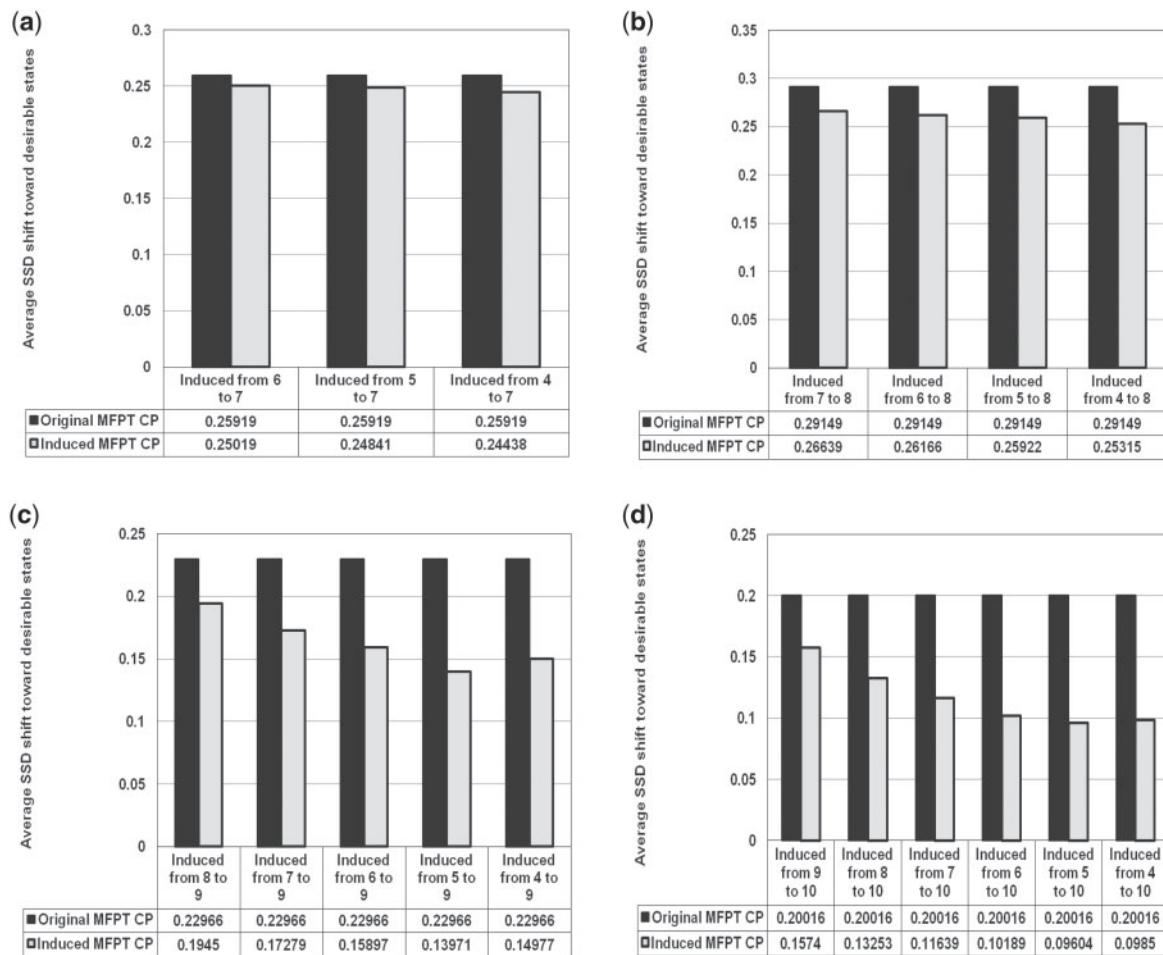 (a)
Average SSD shift toward desirable states
0.3
0.25
0.2
0.15
0.1
0.05
0
Induced from 6 Induced from 5 Induced from 4
to 7 to 7 to 7
Original MFPT CP 0.25919 0.25919 0.25919
Induced MFPT CP 0.25019 0.24841 0.24438
(b)
Average SSD shift toward desirable states
0.35
0.3
0.25
0.2
0.15
0.1
0.05
0
Induced Induced Induced Induced
from 7 to 8 from 6 to 8 from 5 to 8 from 4 to 8
Original MFPT CP 0.29149 0.29149 0.29149 0.29149
Induced MFPT CP 0.26639 0.26166 0.25922 0.25315
(c)
Average SSD shift toward desirable states
0.25
0.2
0.15
0.1
0.05
0
Induced Induced Induced Induced Induced
from 8 to from 7 to from 6 to from 5 to from 4 to
9 9 9 9 9
Original MFPT CP 0.22966 0.22966 0.22966 0.22966 0.22966
Induced MFPT CP 0.1945 0.17279 0.15897 0.13971 0.14977
(d)
Average SSD shift toward desirable states
0.25
0.2
0.15
0.1
0.05
0
Induced Induced Induced Induced Induced Induced
from 9 from 8 from 7 from 6 from 5 from 4
to 10 to 10 to 10 to 10 to 10 to 10
Original MFPT CP 0.20016 0.20016 0.20016 0.20016 0.20016 0.20016
Induced MFPT CP 0.1574 0.13253 0.11639 0.10189 0.09604 0.0985